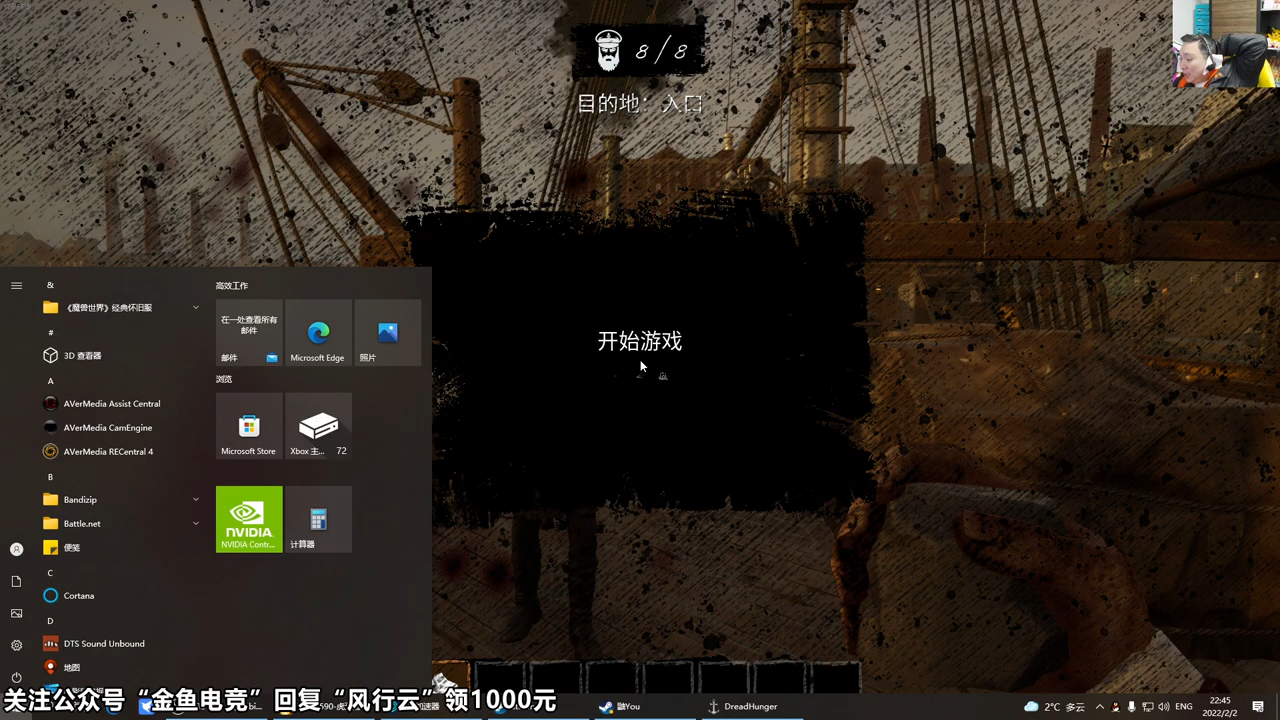 8/8
目的地：入口
开始游戏
&
《魔兽世界》经典怀旧服
#
3D 查看器
A
AVerMedia Assist Central
AVerMedia CamEngine
AVerMedia RECentral 4
B
Bandizip
Battle.net
便笺
C
Cortana
D
DTS Sound Unbound
地图
高效工作
在一处查看所有
邮件
邮件
Microsoft Edge
照片
浏览
Microsoft Store
Xbox 主...
72
NVIDIA
NVIDIA Contr...
计算器
关注公众号“金鱼电竞”回复“风行云”领1000元
融You
DreadHunger
2°C 多云
ENG
22:45
2022/2/2